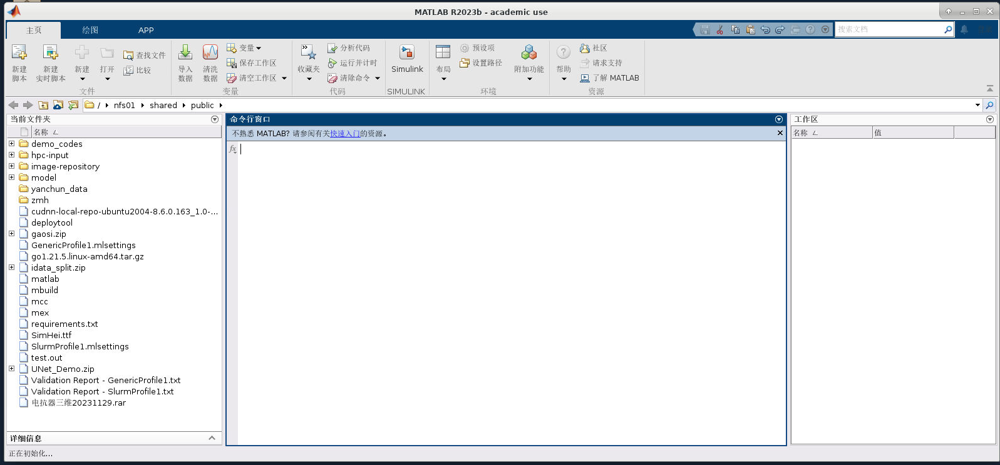 MATLAB R2023b - academic use
主页 绘图 APP 搜索文档
新建脚本 新建实时脚本 新建 打开 查找文件 比较
导入数据 清洗数据 变量 保存工作区 清空工作区
收藏夹 分析代码 运行并计时 清除命令
Simulink
布局 预设项 设置路径 附加功能
帮助 社区 请求支持 了解 MATLAB
文件 变量 代码 SIMULINK 环境 资源
/ nfs01 shared public
当前文件夹
名称
demo_codes
hpc-input
image-repository
model
yanchun_data
zmh
cudnn-local-repo-ubuntu2004-8.6.0.163_1.0-...
deploytool
gaosi.zip
GenericProfile1.mlsettings
go1.21.5.linux-amd64.tar.gz
idata_split.zip
matlab
mbuild
mcc
mex
requirements.txt
SimHei.ttf
SlurmProfile1.mlsettings
test.out
UNet_Demo.zip
Validation Report - GenericProfile1.txt
Validation Report - SlurmProfile1.txt
电抗器三维20231129.rar
详细信息
命令行窗口
不熟悉 MATLAB? 请参阅有关快速入门的资源。
fx
工作区
名称 值
正在初始化...